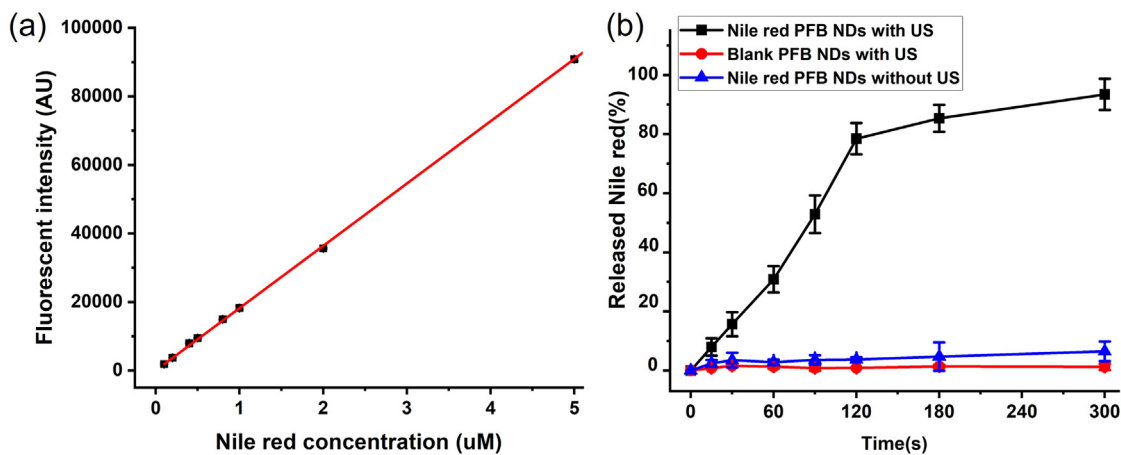 (a)
100000
80000
60000
40000
20000
0
Fluorescent intensity (AU)
0 1 2 3 4 5
Nile red concentration (uM)
(b)
Nile red PFB NDs with US
Blank PFB NDs with US
Nile red PFB NDs without US
100
80
60
40
20
0
Released Nile red(%)
0 60 120 180 240 300
Time(s)